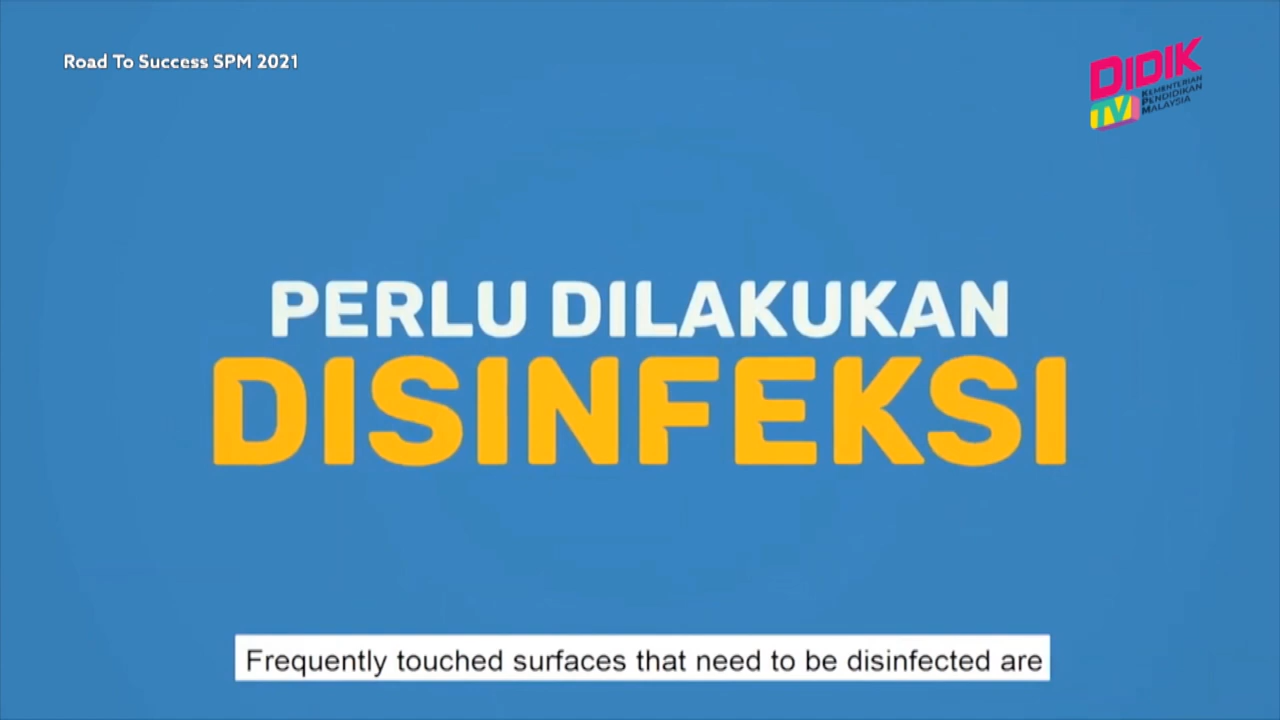 Road To Success SPM 2021
DIDIK
TV
KEMENTERIAN
PENDIDIKAN
MALAYSIA
PERLU DILAKUKAN
DISINFEKSI
Frequently touched surfaces that need to be disinfected are